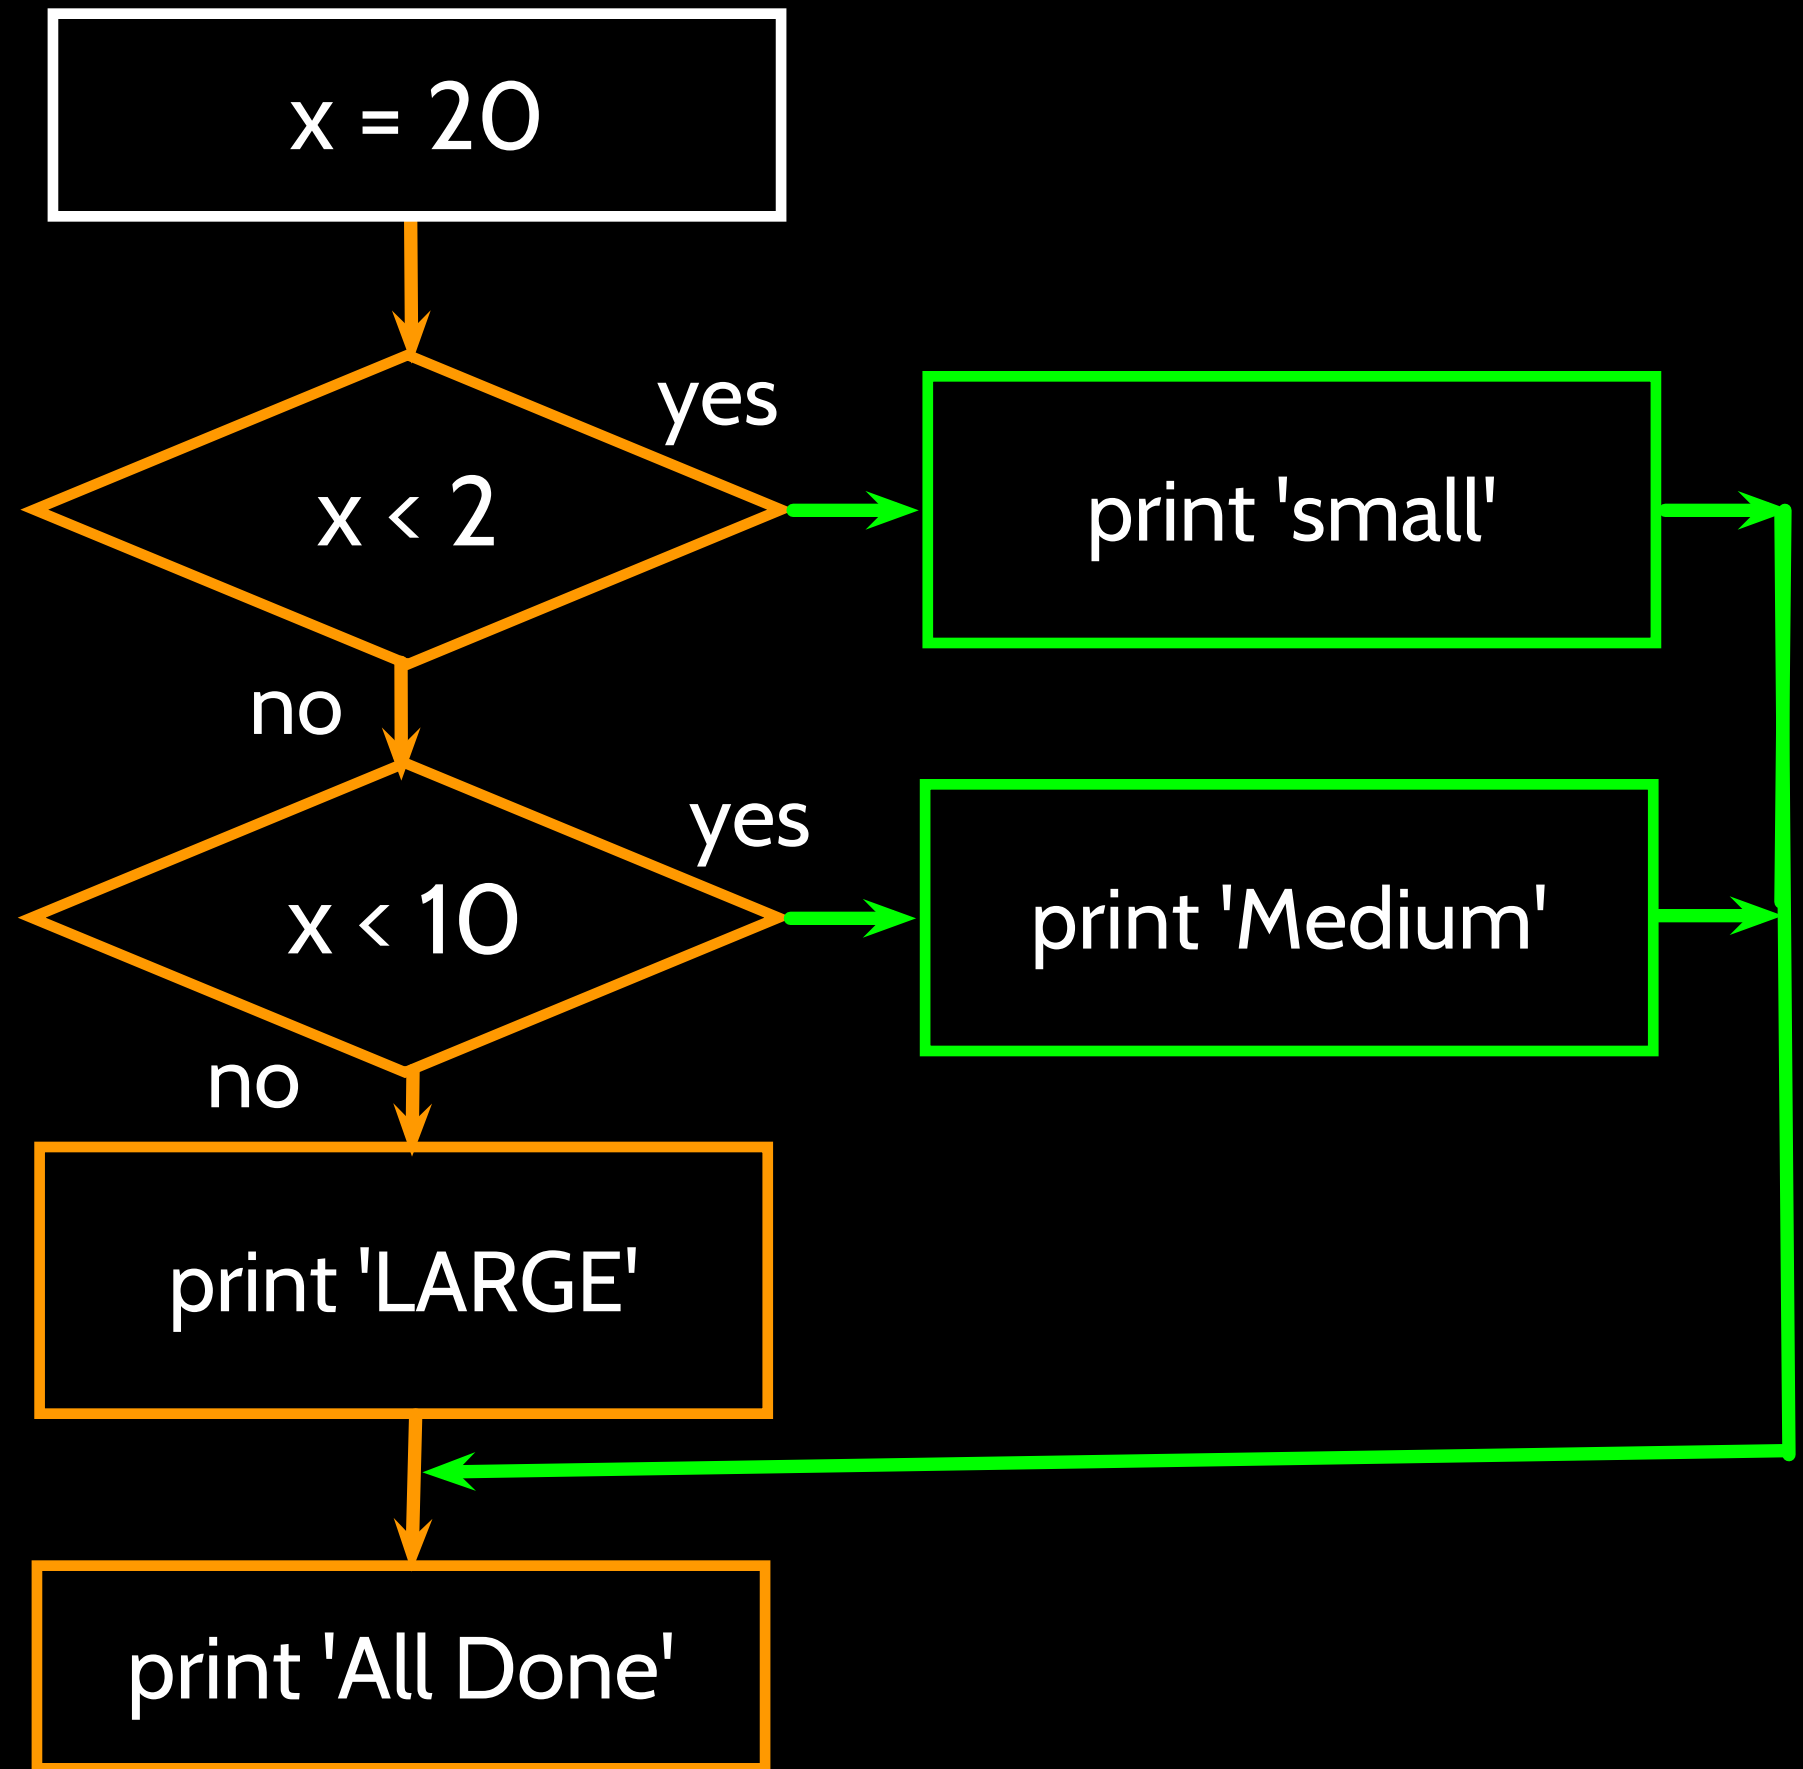 x = 20
yes
x < 2
print 'small'
no
yes
x < 10
print 'Medium'
no
print 'LARGE'
print 'All Done'